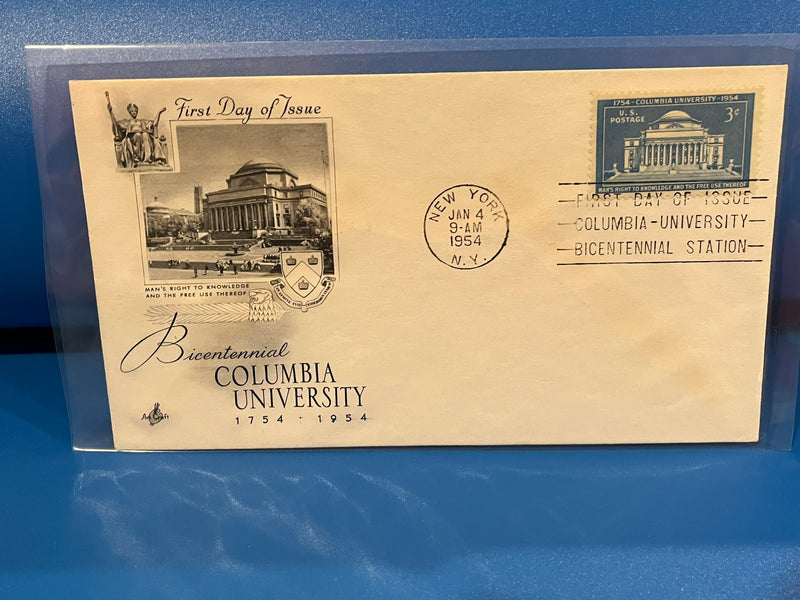 First Day of Issue
MAN'S RIGHT TO KNOWLEDGE
AND THE FREE USE THEREOF
Bicentennial
COLUMBIA
UNIVERSITY
1754 · 1954
Art Craft
NEW YORK
JAN 4
9-AM
1954
N.Y.
1754-COLUMBIA UNIVERSITY-1954
U.S.
POSTAGE
3¢
MAN'S RIGHT TO KNOWLEDGE AND THE FREE USE THEREOF
FIRST DAY OF ISSUE
COLUMBIA-UNIVERSITY
BICENTENNIAL STATION